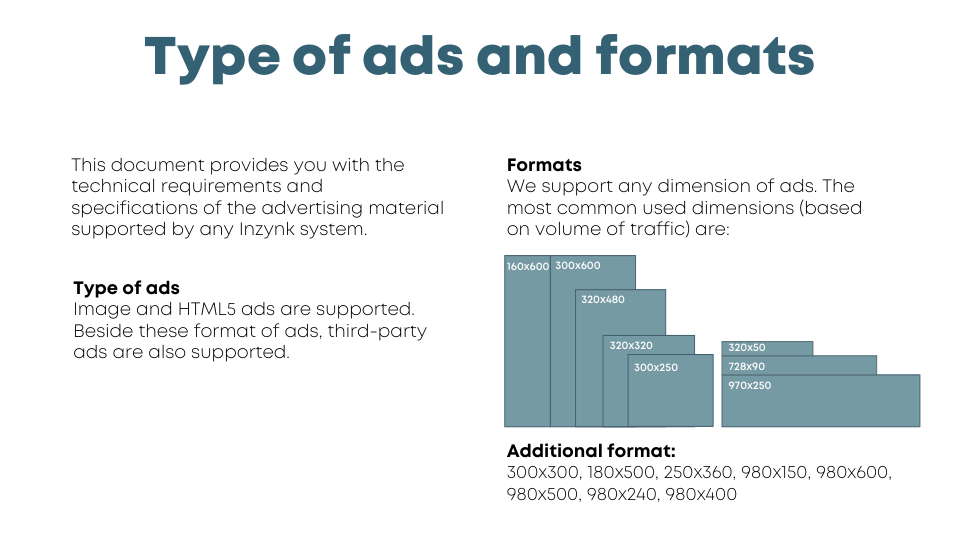 Type of ads and formats
This document provides you with the
technical requirements and
specifications of the advertising material
supported by any Inzynk system.
Type of ads
Image and HTML5 ads are supported.
Beside these format of ads, third-party
ads are also supported.
Formats
We support any dimension of ads. The
most common used dimensions (based
on volume of traffic) are:
160x600
300x600
320x480
320x320
300x250
320x50
728x90
970x250
Additional format:
300x300, 180x500, 250x360, 980x150, 980x600,
980x500, 980x240, 980x400